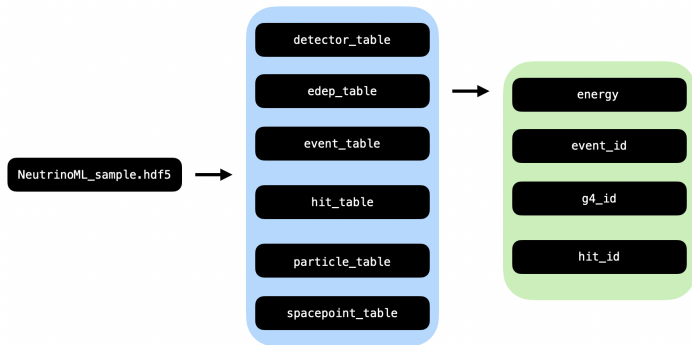 NeutrinoML_sample.hdf5
detector_table
edep_table
event_table
hit_table
particle_table
spacepoint_table
energy
event_id
g4_id
hit_id